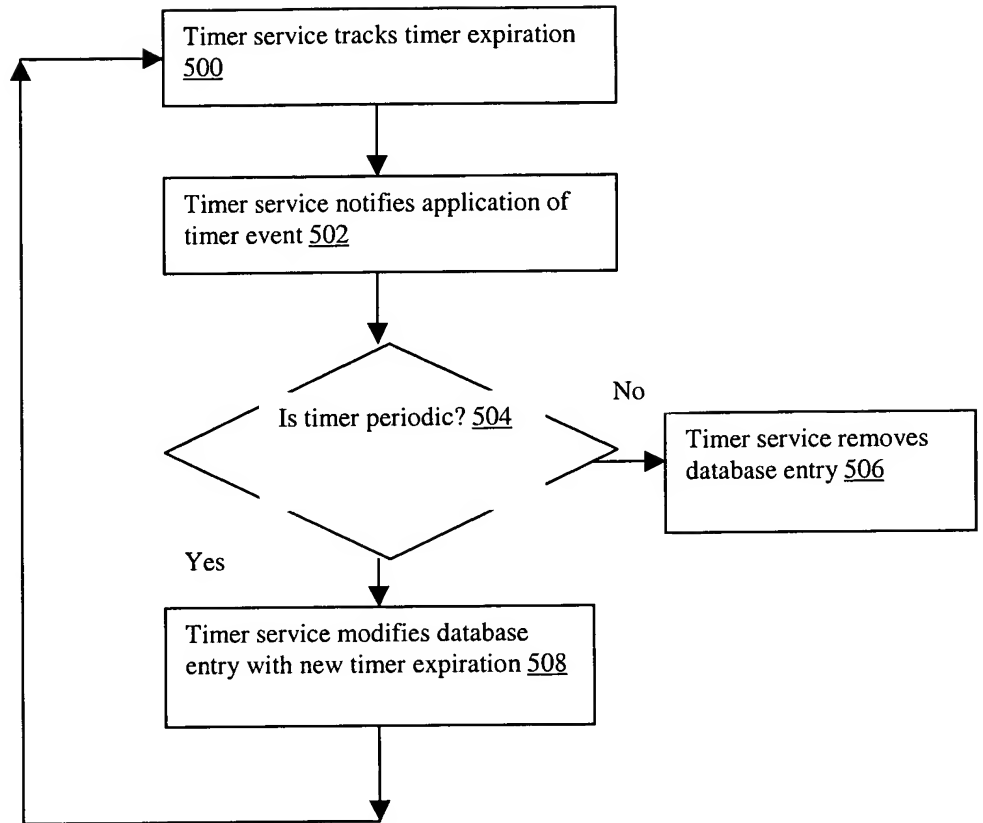 Timer service tracks timer expiration
500
Timer service notifies application of
timer event 502
Is timer periodic? 504
No
Timer service removes
database entry 506
Yes
Timer service modifies database
entry with new timer expiration 508